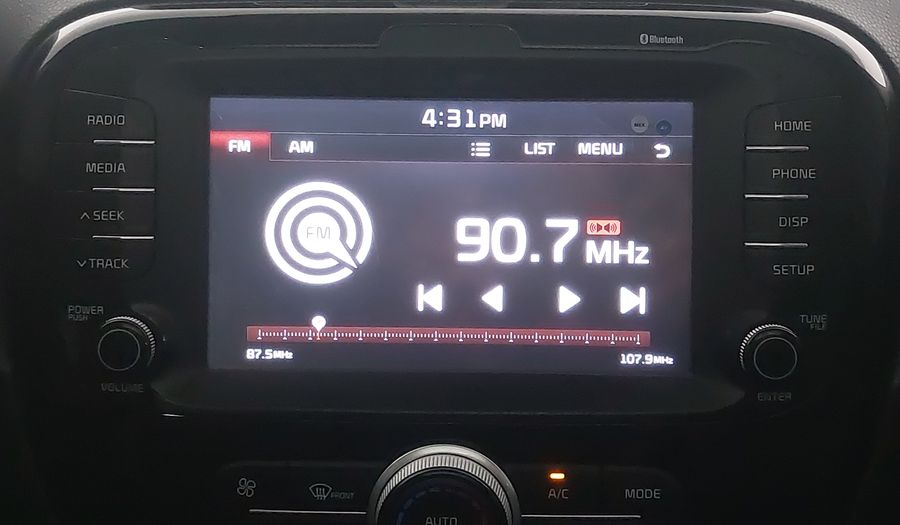 Bluetooth
RADIO
MEDIA
SEEK
TRACK
POWER
PUSH
VOLUME
4:31PM
FM AM LIST MENU
FM
90.7 MHz
87.5MHz 107.9MHz
HOME
PHONE
DISP
SETUP
TUNE
FILE
ENTER
FRONT
AUTO
A/C
MODE